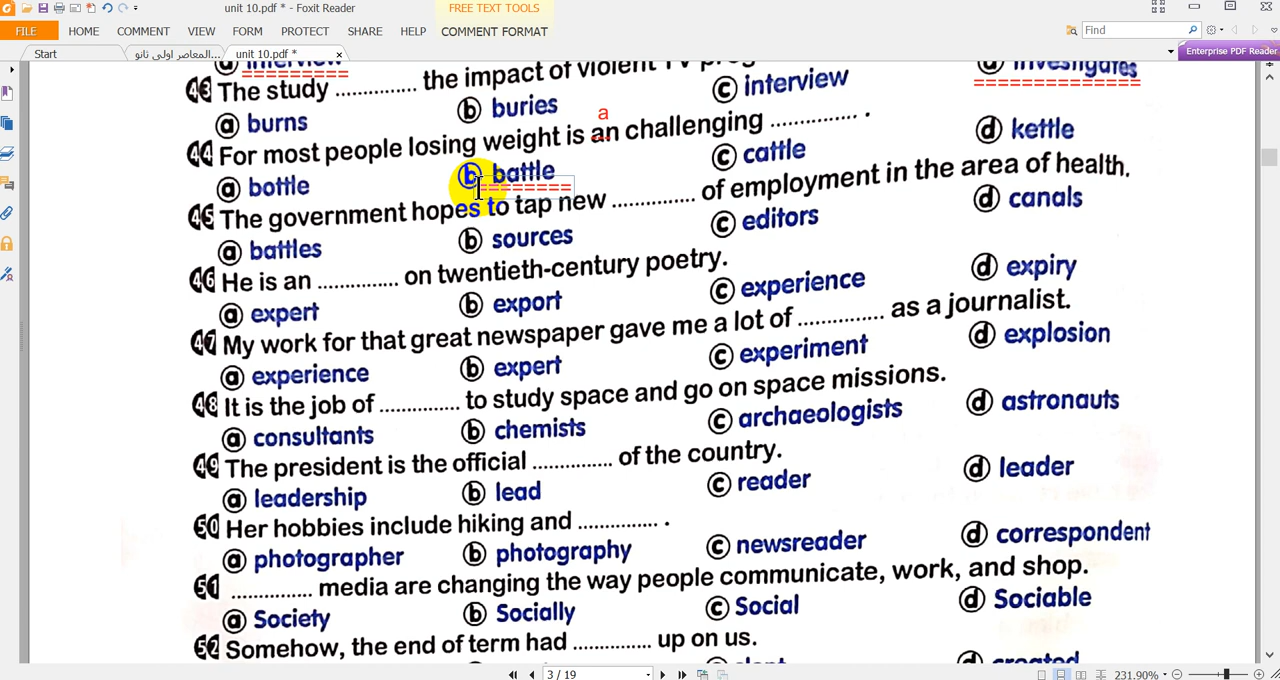 unit 10.pdf * - Foxit Reader
FREE TEXT TOOLS
FILE HOME COMMENT VIEW FORM PROTECT SHARE HELP COMMENT FORMAT
Find
Start
المعاصر اولى ثانو...
unit 10.pdf *
Enterprise PDF Reader
a interview
d investigates
43 The study .............. the impact of violent TV
a burns b buries c interview
a
44 For most people losing weight is an challenging ............... .
a bottle b battle c cattle d kettle
45 The government hopes to tap new .............. of employment in the area of health.
a battles b sources c editors d canals
46 He is an .............. on twentieth-century poetry.
a expert b export c experience d expiry
47 My work for that great newspaper gave me a lot of .............. as a journalist.
a experience b expert c experiment d explosion
48 It is the job of .............. to study space and go on space missions.
a consultants b chemists c archaeologists d astronauts
49 The president is the official .............. of the country.
a leadership b lead c reader d leader
50 Her hobbies include hiking and .............. .
a photographer b photography c newsreader d correspondent
51 .............. media are changing the way people communicate, work, and shop.
a Society b Socially c Social d Sociable
52 Somehow, the end of term had .............. up on us.
d created
3 / 19
231.90%